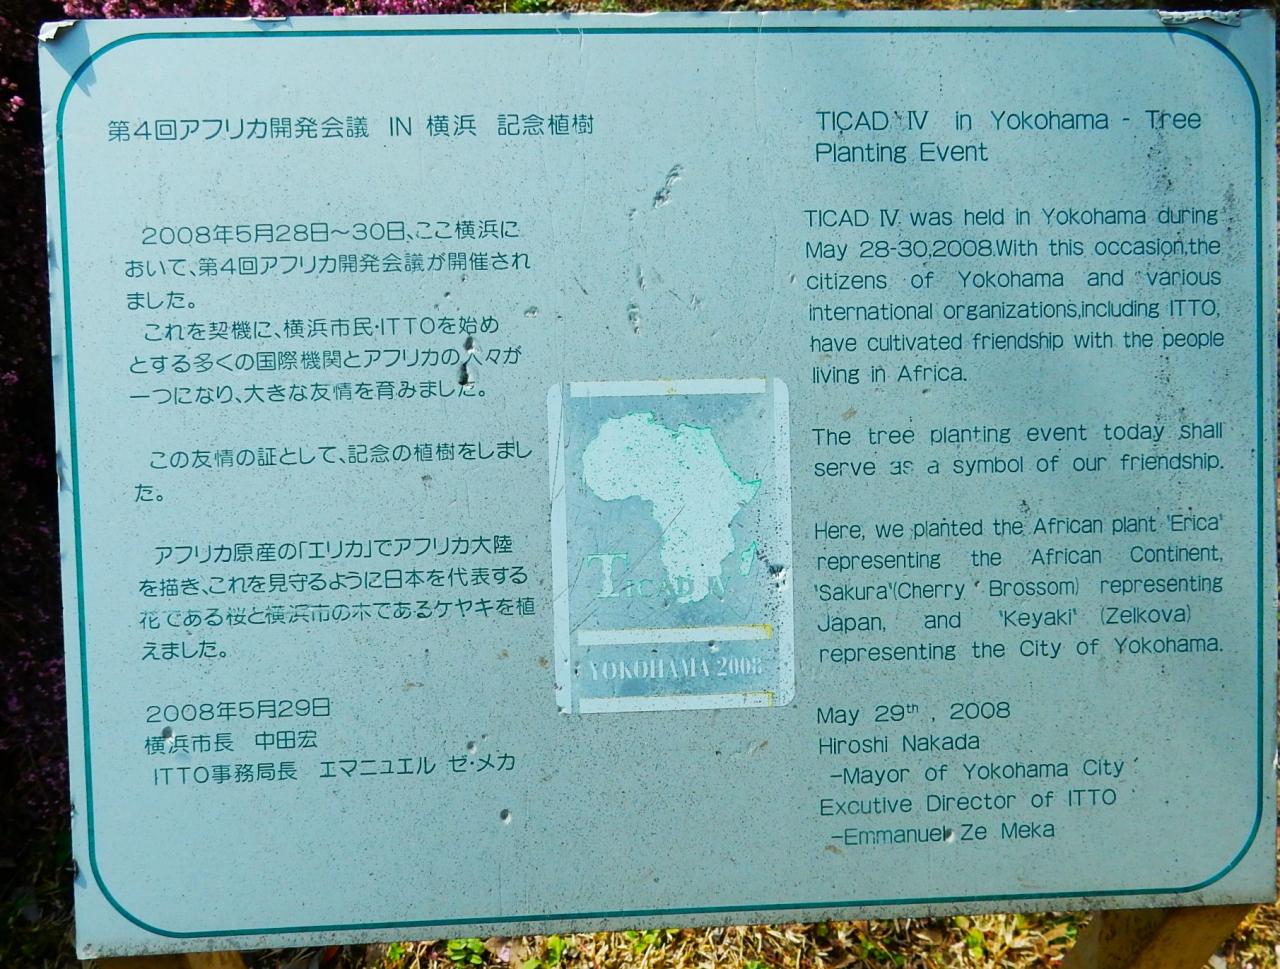 第4回アフリカ開発会議 IN 横浜 記念植樹
2008年5月28日～30日、ここ横浜に
おいて、第4回アフリカ開発会議が開催され
ました。
これを契機に、横浜市民・ITTOを始め
とする多くの国際機関とアフリカの人々が
一つになり、大きな友情を育みました。
この友情の証として、記念の植樹をしまし
た。
アフリカ原産の「エリカ」でアフリカ大陸
を描き、これを見守るように日本を代表する
花である桜と横浜市の木であるケヤキを植
えました。
2008年5月29日
横浜市長 中田宏
ITTO事務局長 エマニュエル ゼ・メカ
TICAD IV
YOKOHAMA 2008
TICAD IV in Yokohama - Tree
Planting Event
TICAD IV was held in Yokohama during
May 28-30,2008.With this occasion,the
citizens of Yokohama and various
international organizations,including ITTO,
have cultivated friendship with the people
living in Africa.
The tree planting event today shall
serve as a symbol of our friendship.
Here, we planted the African plant 'Erica'
representing the African Continent,
'Sakura'(Cherry Brossom) representing
Japan, and 'Keyaki' (Zelkova)
representing the City of Yokohama.
May 29th , 2008
Hiroshi Nakada
-Mayor of Yokohama City
Excutive Director of ITTO
-Emmanuel Ze Meka